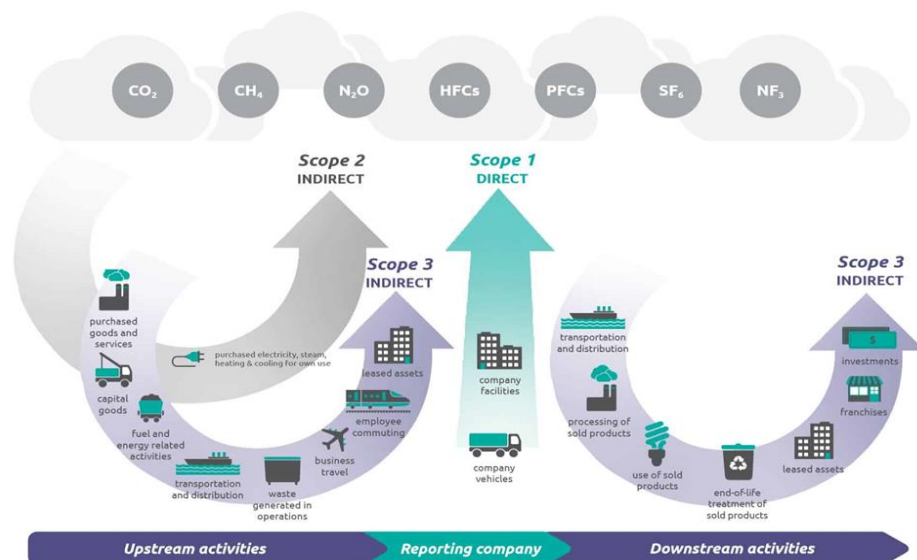 CO₂
CH₄
N₂O
HFCs
PFCs
SF₆
NF₃
Scope 2
INDIRECT
Scope 1
DIRECT
Scope 3
INDIRECT
Scope 3
INDIRECT
purchased
goods and
services
capital
goods
fuel and
energy related
activities
transportation
and distribution
waste
generated in
operations
business
travel
employee
commuting
leased assets
purchased electricity, steam,
heating & cooling for own use
company
facilities
company
vehicles
transportation
and distribution
processing of
sold products
use of sold
products
end-of-life
treatment of
sold products
leased assets
franchises
$
investments
Upstream activities
Reporting company
Downstream activities